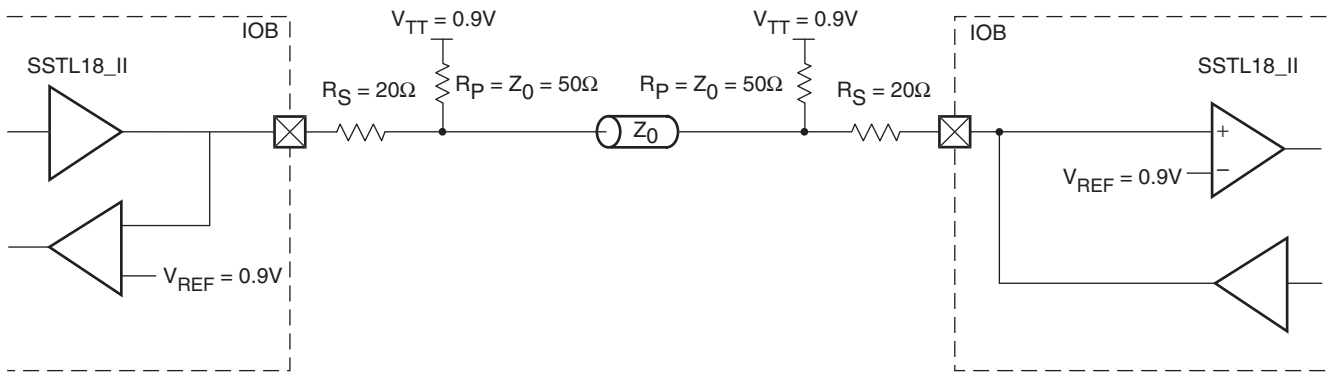 IOB
SSTL18_II
R_S = 20Ω
V_TT = 0.9V
R_P = Z_0 = 50Ω
V_REF = 0.9V
Z_0
V_TT = 0.9V
R_P = Z_0 = 50Ω
R_S = 20Ω
IOB
SSTL18_II
+
−
V_REF = 0.9V